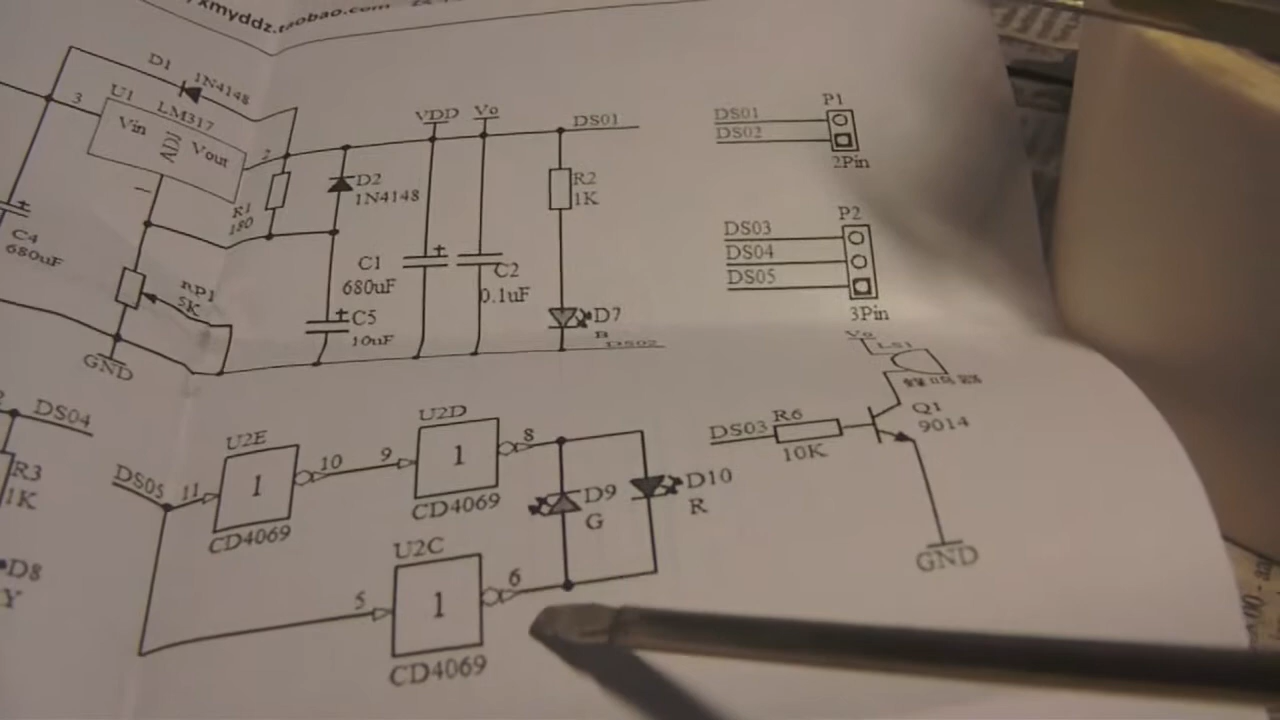 xmyddz.taobao.com
D1
1N4148
3
U1
LM317
Vin
ADJ
Vout
2
1
R1
180
D2
1N4148
VDD
Vo
DS01
R2
1K
C4
680uF
RP1
5K
GND
C1
680uF
C2
0.1uF
C5
10uF
D7
DS02
DS01
DS02
P1
2Pin
DS03
DS04
DS05
P2
3Pin
Vo
LS1
DS03
R6
10K
Q1
9014
GND
DS04
R3
1K
D8
Y
DS05
11
U2E
1
CD4069
10
9
U2D
1
CD4069
8
D9
G
D10
R
5
U2C
1
CD4069
6